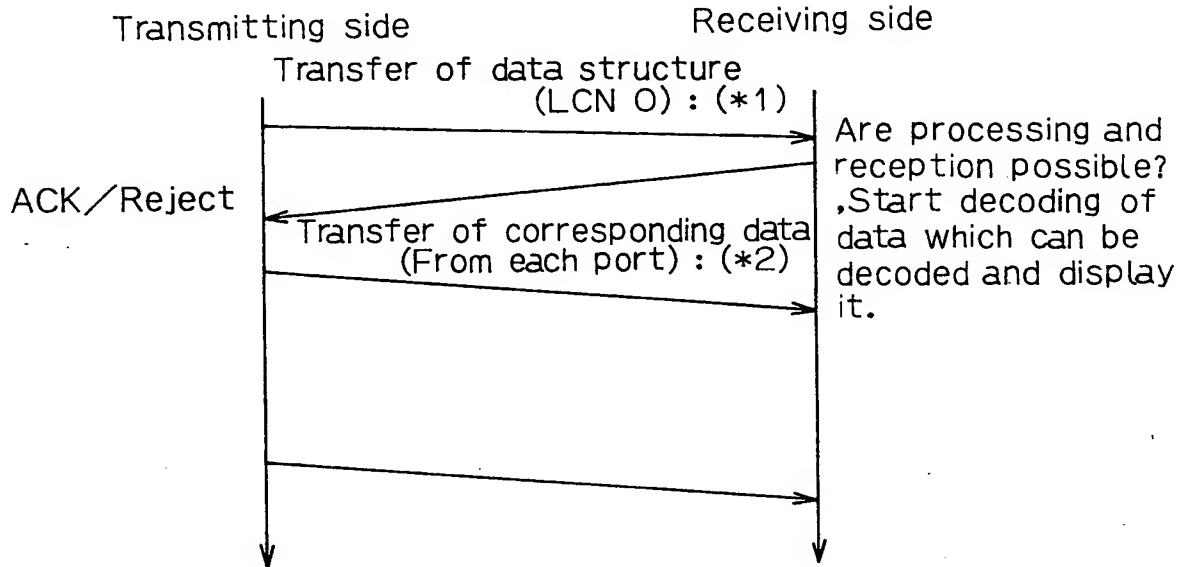 Transmitting side
Receiving side
Transfer of data structure
(LCN 0) : (*1)
Are processing and
reception possible?
,Start decoding of
data which can be
decoded and display
it.
ACK/Reject
Transfer of corresponding data
(From each port) : (*2)